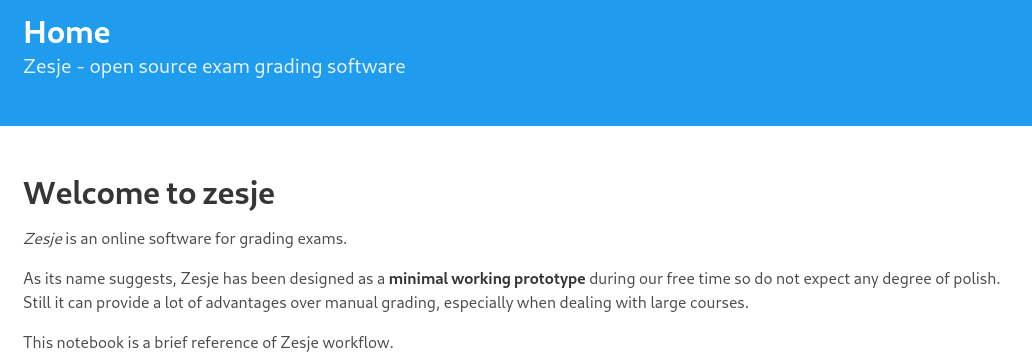 Home
Zesje - open source exam grading software
Welcome to zesje
Zesje is an online software for grading exams.
As its name suggests, Zesje has been designed as a minimal working prototype during our free time so do not expect any degree of polish.
Still it can provide a lot of advantages over manual grading, especially when dealing with large courses.
This notebook is a brief reference of Zesje workflow.